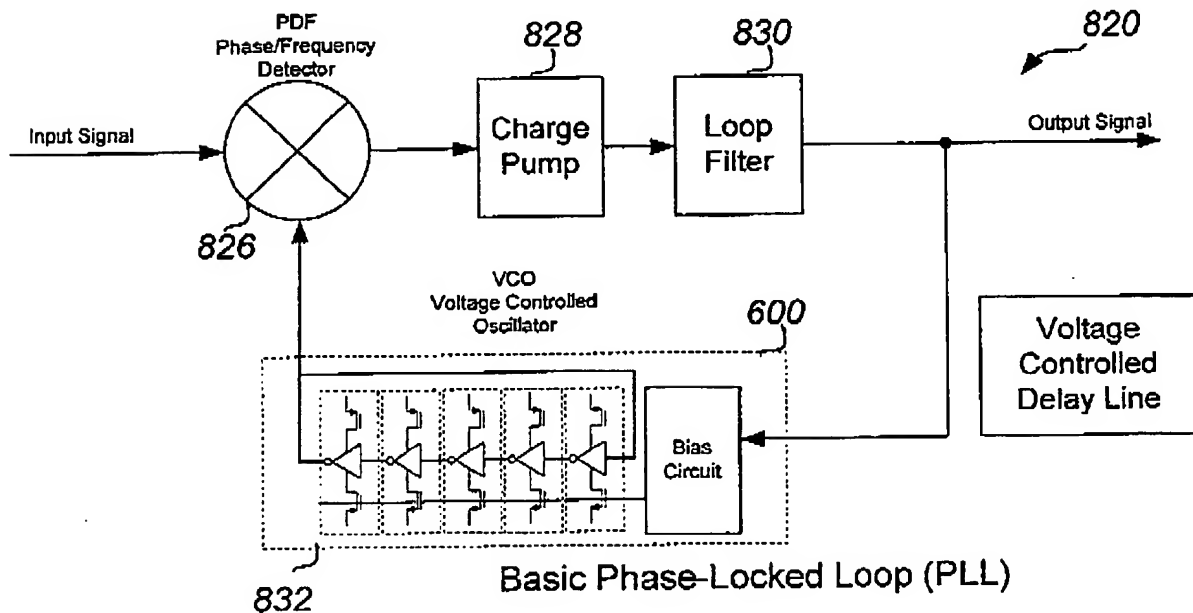 PDF
Phase/Frequency
Detector
828
830
820
Input Signal
Charge
Pump
Loop
Filter
Output Signal
826
VCO
Voltage Controlled
Oscillator
600
Voltage
Controlled
Delay Line
Bias
Circuit
832
Basic Phase-Locked Loop (PLL)